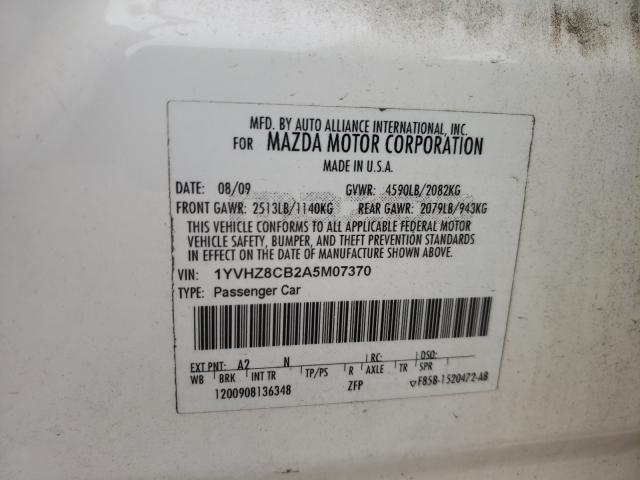 MFD. BY AUTO ALLIANCE INTERNATIONAL, INC.
FOR MAZDA MOTOR CORPORATION
MADE IN U.S.A.
DATE: 08/09 GVWR: 4590LB/2082KG
FRONT GAWR: 2513LB/1140KG REAR GAWR: 2079LB/943KG
THIS VEHICLE CONFORMS TO ALL APPLICABLE FEDERAL MOTOR
VEHICLE SAFETY, BUMPER, AND THEFT PREVENTION STANDARDS
IN EFFECT ON THE DATE OF MANUFACTURE SHOWN ABOVE.
VIN: 1YVHZ8CB2A5M07370
TYPE: Passenger Car
EXT PNT: A2 N RC: DSO:
WB BRK INT TR TP/PS R AXLE TR SPR
1200908136348 ZFP ▽F85B-1520472-AB